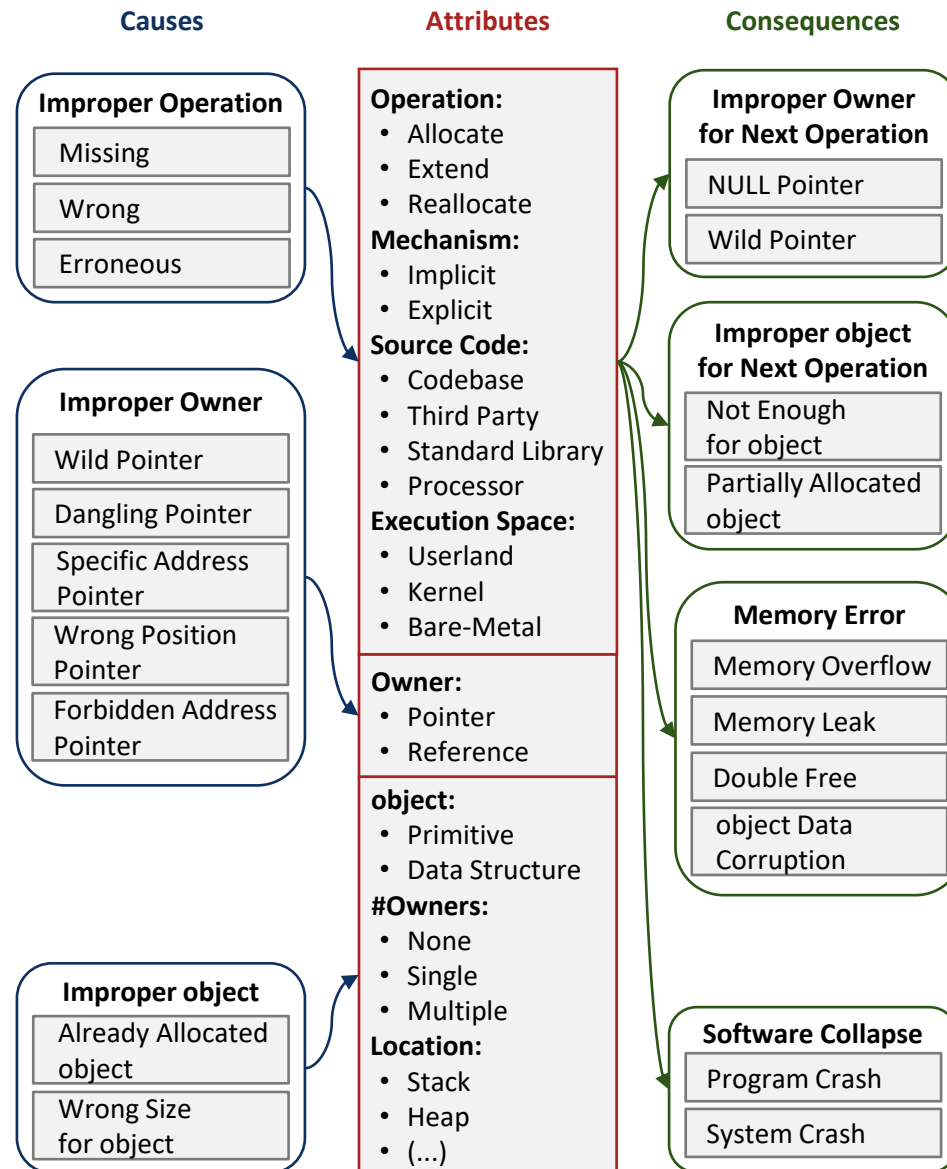 Causes
Attributes
Consequences
Improper Operation
Missing
Wrong
Erroneous
Improper Owner
Wild Pointer
Dangling Pointer
Specific Address
Pointer
Wrong Position
Pointer
Forbidden Address
Pointer
Improper object
Already Allocated
object
Wrong Size
for object
Operation:
• Allocate
• Extend
• Reallocate
Mechanism:
• Implicit
• Explicit
Source Code:
• Codebase
• Third Party
• Standard Library
• Processor
Execution Space:
• Userland
• Kernel
• Bare-Metal
Owner:
• Pointer
• Reference
object:
• Primitive
• Data Structure
#Owners:
• None
• Single
• Multiple
Location:
• Stack
• Heap
• (...)
Improper Owner
for Next Operation
NULL Pointer
Wild Pointer
Improper object
for Next Operation
Not Enough
for object
Partially Allocated
object
Memory Error
Memory Overflow
Memory Leak
Double Free
object Data
Corruption
Software Collapse
Program Crash
System Crash